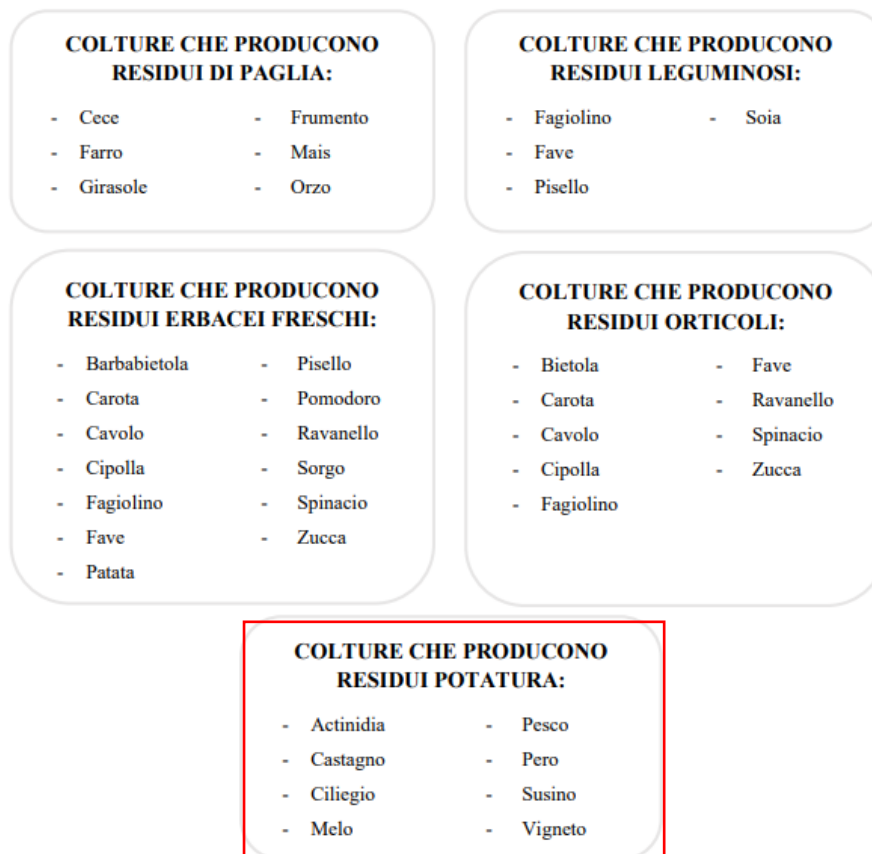 COLTURE CHE PRODUCONO
RESIDUI DI PAGLIA:
- Cece
- Farro
- Girasole
- Frumento
- Mais
- Orzo
COLTURE CHE PRODUCONO
RESIDUI LEGUMINOSI:
- Fagiolino
- Fave
- Pisello
- Soia
COLTURE CHE PRODUCONO
RESIDUI ERBACEI FRESCHI:
- Barbabietola
- Carota
- Cavolo
- Cipolla
- Fagiolino
- Fave
- Patata
- Pisello
- Pomodoro
- Ravanello
- Sorgo
- Spinacio
- Zucca
COLTURE CHE PRODUCONO
RESIDUI ORTICOLI:
- Bietola
- Carota
- Cavolo
- Cipolla
- Fagiolino
- Fave
- Ravanello
- Spinacio
- Zucca
COLTURE CHE PRODUCONO
RESIDUI POTATURA:
- Actinidia
- Castagno
- Ciliegio
- Melo
- Pesco
- Pero
- Susino
- Vigneto